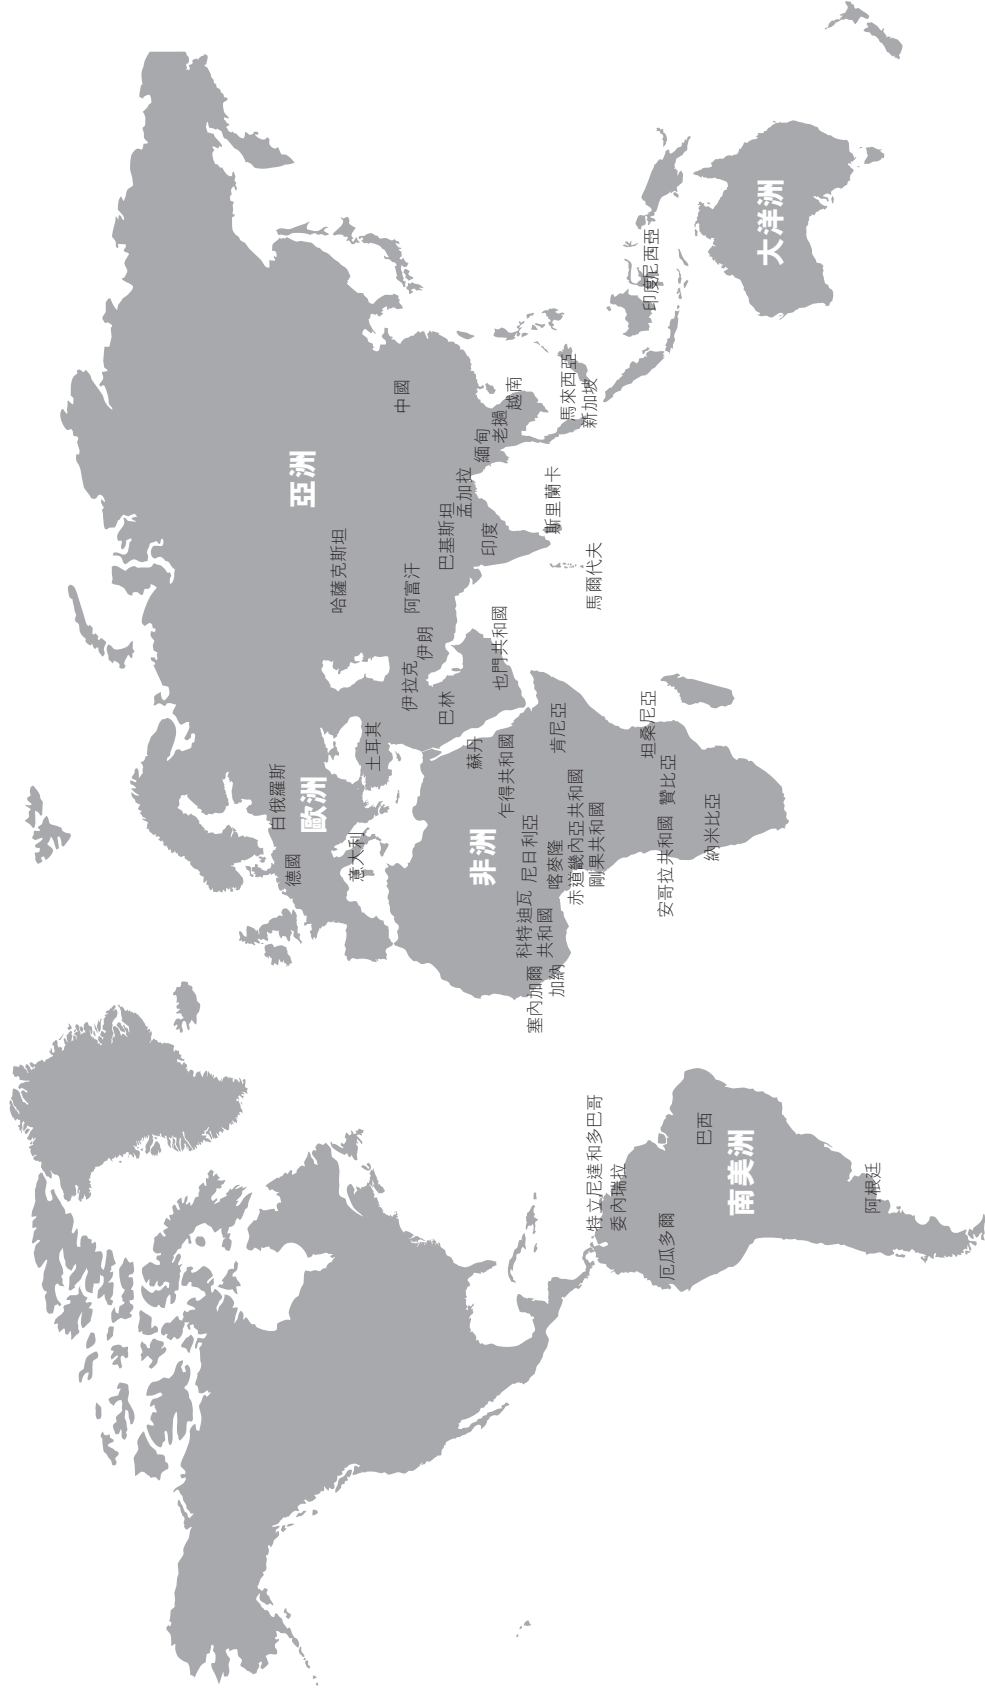 歐洲
白俄羅斯
德國
意大利
亞洲
哈薩克斯坦
土耳其
中國
阿富汗
伊朗
伊拉克
巴林
巴基斯坦
孟加拉
印度
緬甸
老撾
越南
也門共和國
斯里蘭卡
馬爾代夫
馬來西亞
新加坡
印度尼西亞
大洋洲
非洲
蘇丹
乍得共和國
肯尼亞
尼日利亞
喀麥隆
赤道畿內亞共和國
剛果共和國
科特迪瓦
共和國
塞內加爾
加納
坦桑尼亞
贊比亞
安哥拉共和國
納米比亞
南美洲
特立尼達和多巴哥
委內瑞拉
厄瓜多爾
巴西
阿根廷